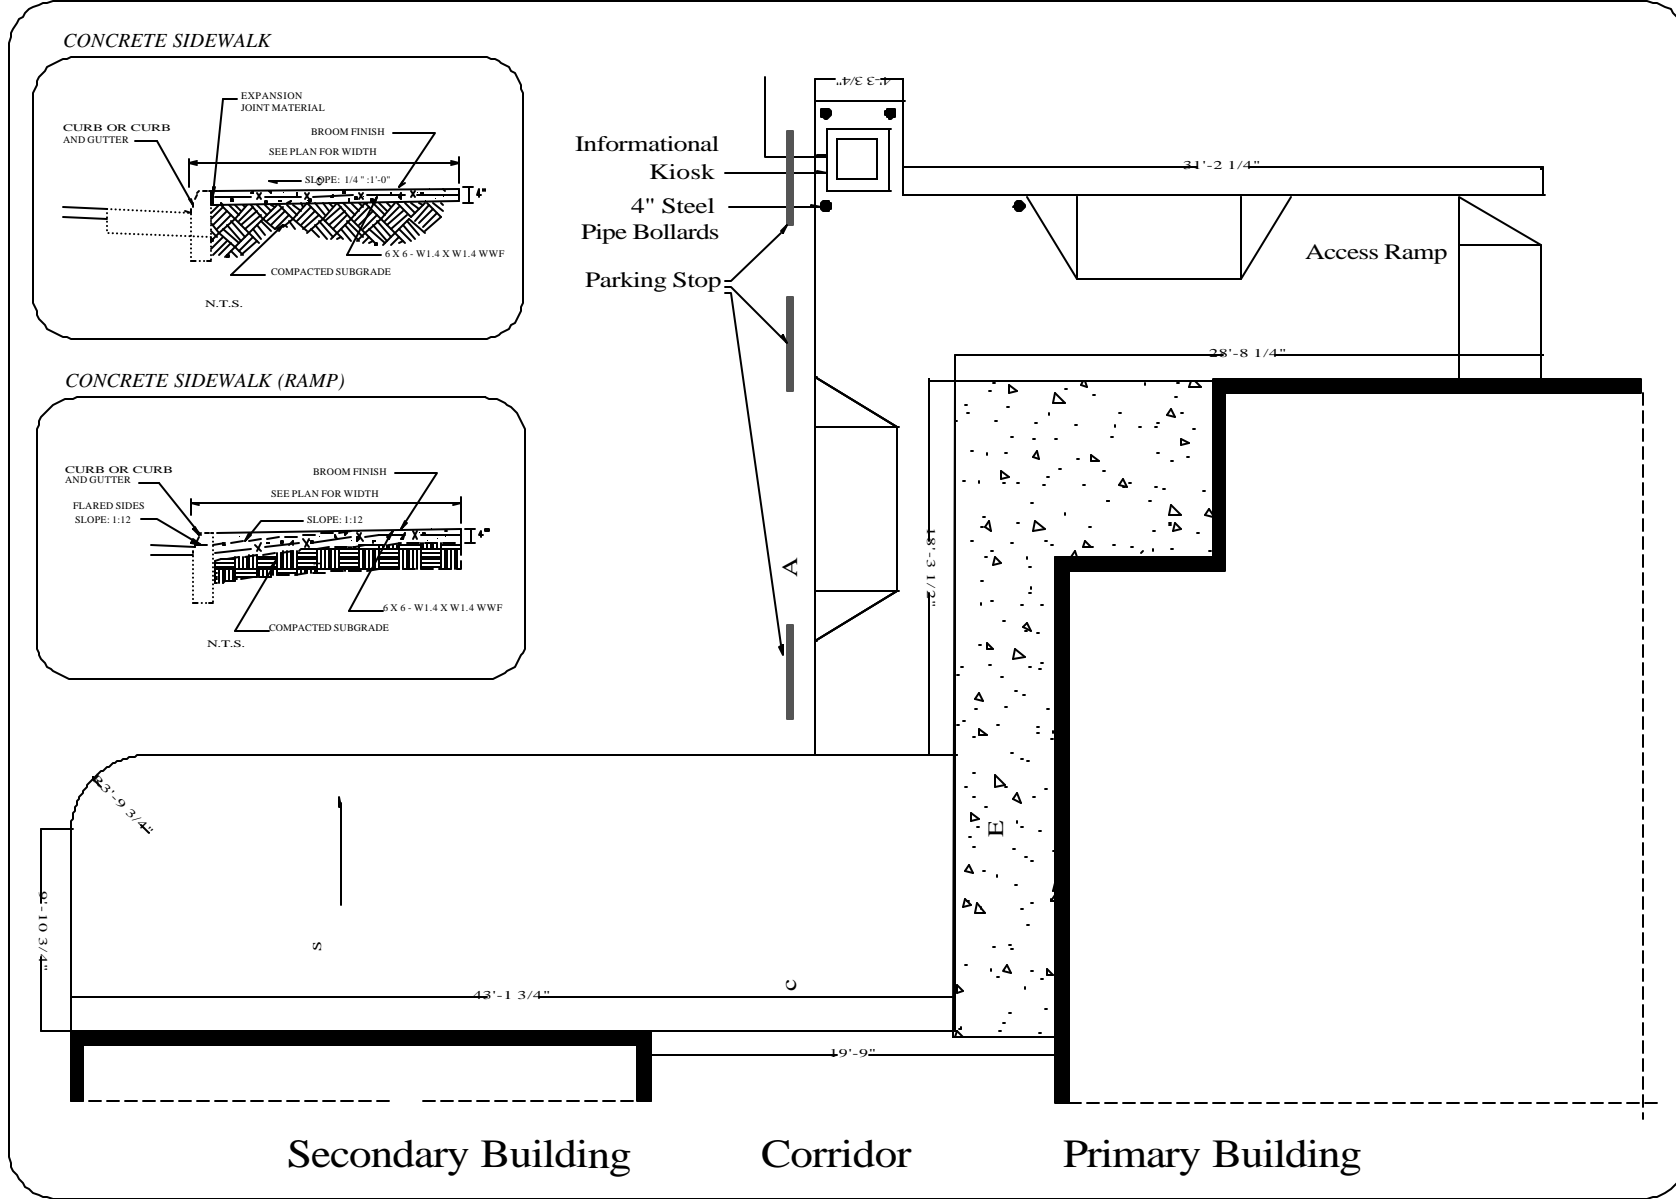 CONCRETE SIDEWALK
EXPANSION
JOINT MATERIAL
CURB OR CURB
AND GUTTER
BROOM FINISH
SEE PLAN FOR WIDTH
SLOPE: 1/4 " :1'-0"
4"
6 X 6 - W1.4 X W1.4 WWF
COMPACTED SUBGRADE
N.T.S.
CONCRETE SIDEWALK (RAMP)
CURB OR CURB
AND GUTTER
BROOM FINISH
SEE PLAN FOR WIDTH
FLARED SIDES
SLOPE: 1:12
SLOPE: 1:12
4"
6 X 6 - W1.4 X W1.4 WWF
COMPACTED SUBGRADE
N.T.S.
4'-3 3/4"
Informational
Kiosk
4" Steel
Pipe Bollards
Parking Stop
31'-2 1/4"
Access Ramp
28'-8 1/4"
18'-3 1/2"
A
E
R3'-9 3/4"
9'-10 3/4"
s
c
43'-1 3/4"
19'-9"
Secondary Building
Corridor
Primary Building